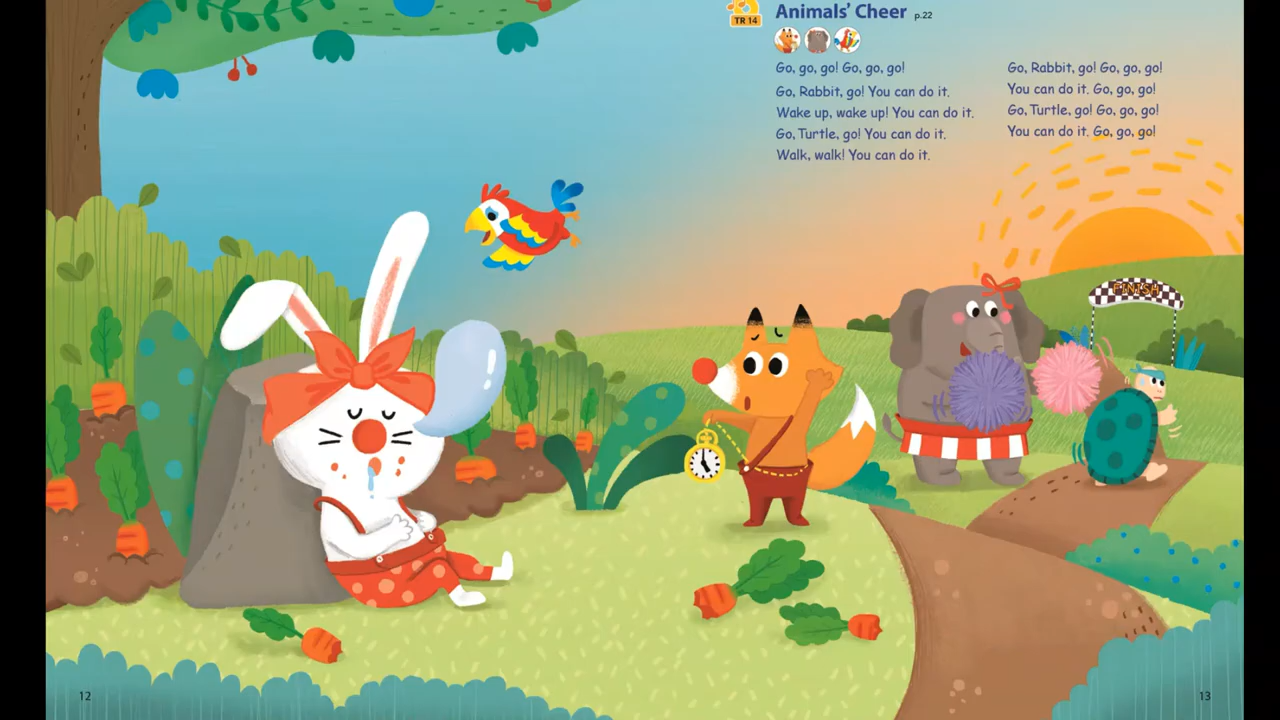 TR 14
Animals' Cheer p.22
Go, go, go! Go, go, go!
Go, Rabbit, go! You can do it.
Wake up, wake up! You can do it.
Go, Turtle, go! You can do it.
Walk, walk! You can do it.
Go, Rabbit, go! Go, go, go!
You can do it. Go, go, go!
Go, Turtle, go! Go, go, go!
You can do it. Go, go, go!
FINISH
12
13